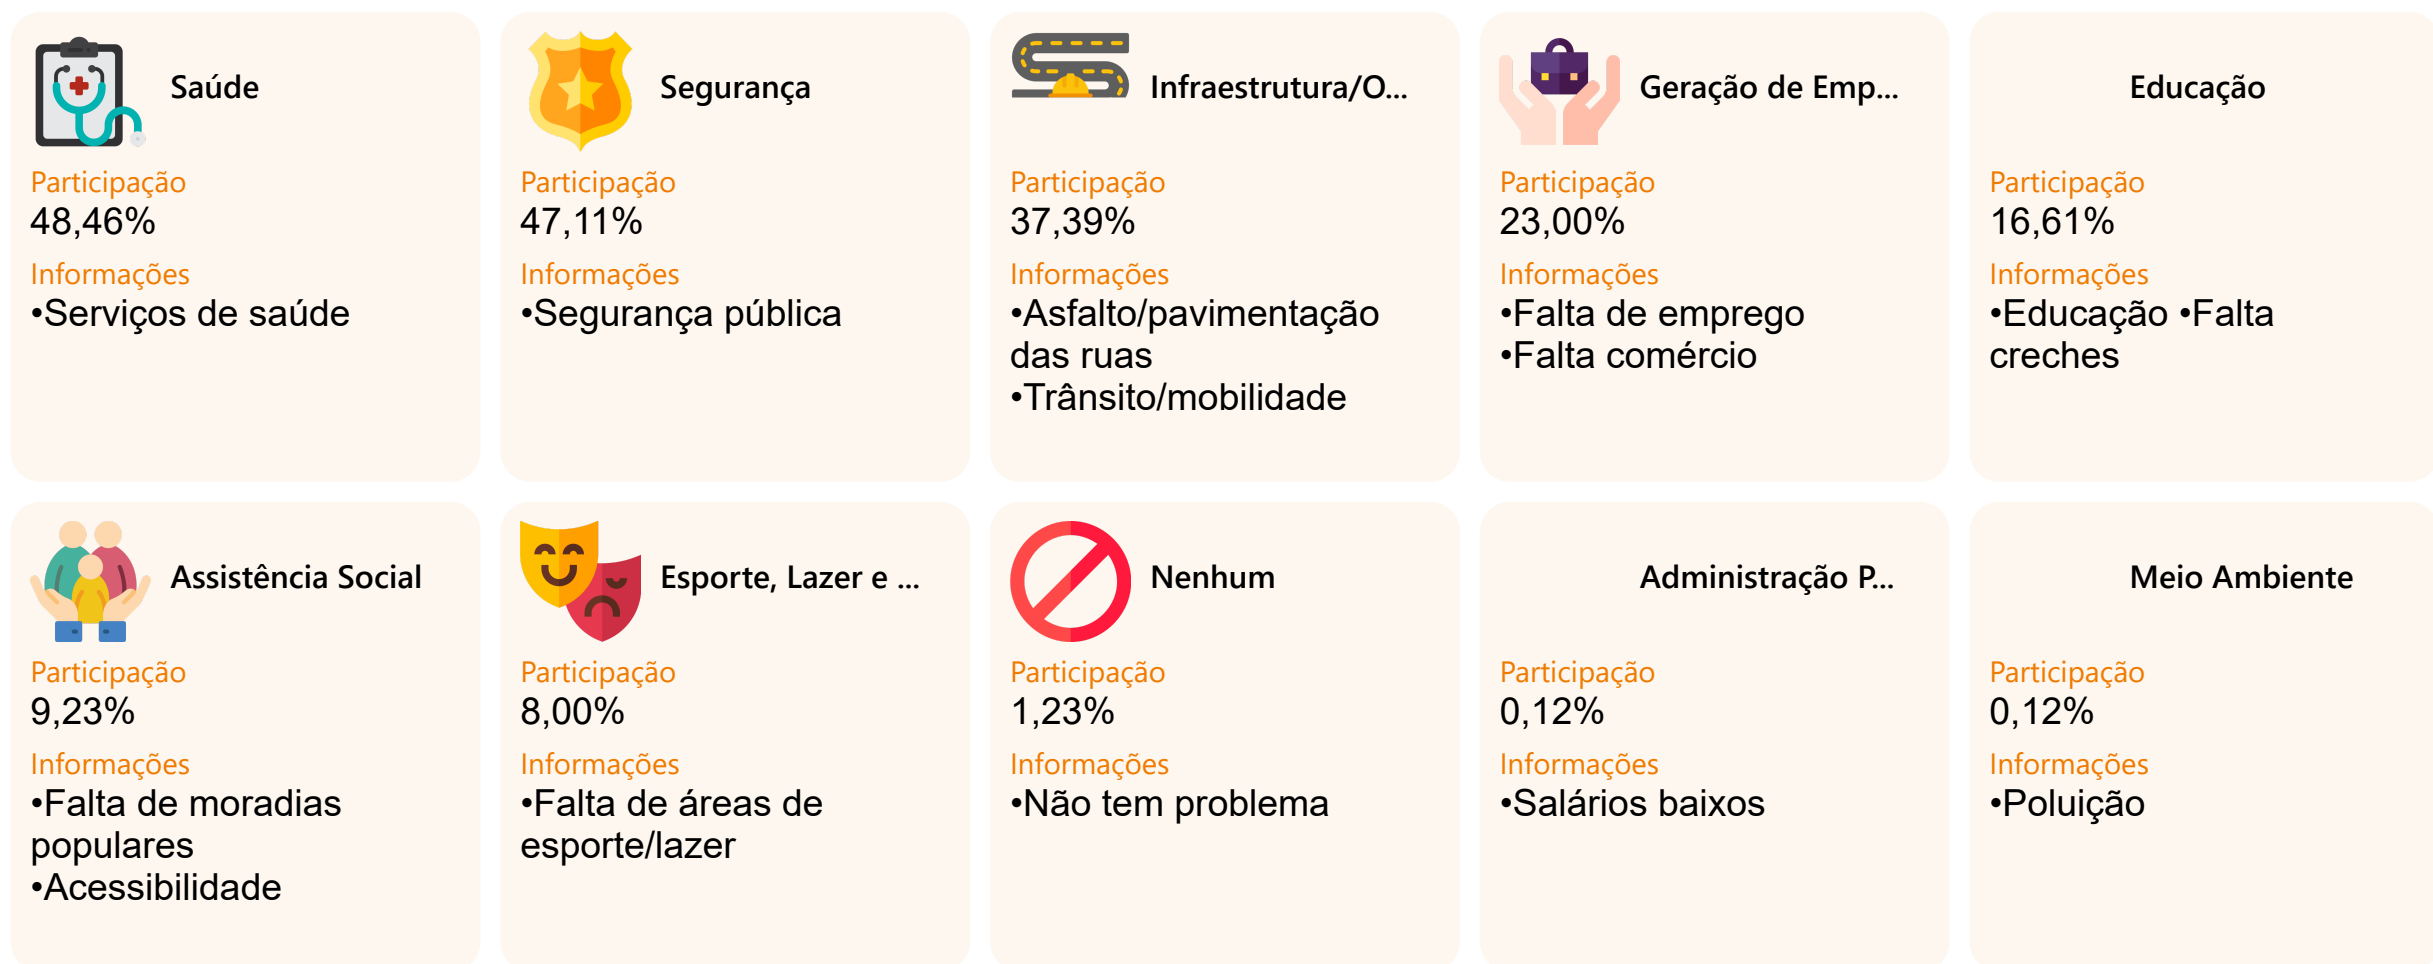 Saúde
Participação
48,46%
Informações
•Serviços de saúde
Segurança
Participação
47,11%
Informações
•Segurança pública
Infraestrutura/O...
Participação
37,39%
Informações
•Asfalto/pavimentação
das ruas
•Trânsito/mobilidade
Geração de Emp...
Participação
23,00%
Informações
•Falta de emprego
•Falta comércio
Educação
Participação
16,61%
Informações
•Educação •Falta
creches
Assistência Social
Participação
9,23%
Informações
•Falta de moradias
populares
•Acessibilidade
Esporte, Lazer e ...
Participação
8,00%
Informações
•Falta de áreas de
esporte/lazer
Nenhum
Participação
1,23%
Informações
•Não tem problema
Administração P...
Participação
0,12%
Informações
•Salários baixos
Meio Ambiente
Participação
0,12%
Informações
•Poluição